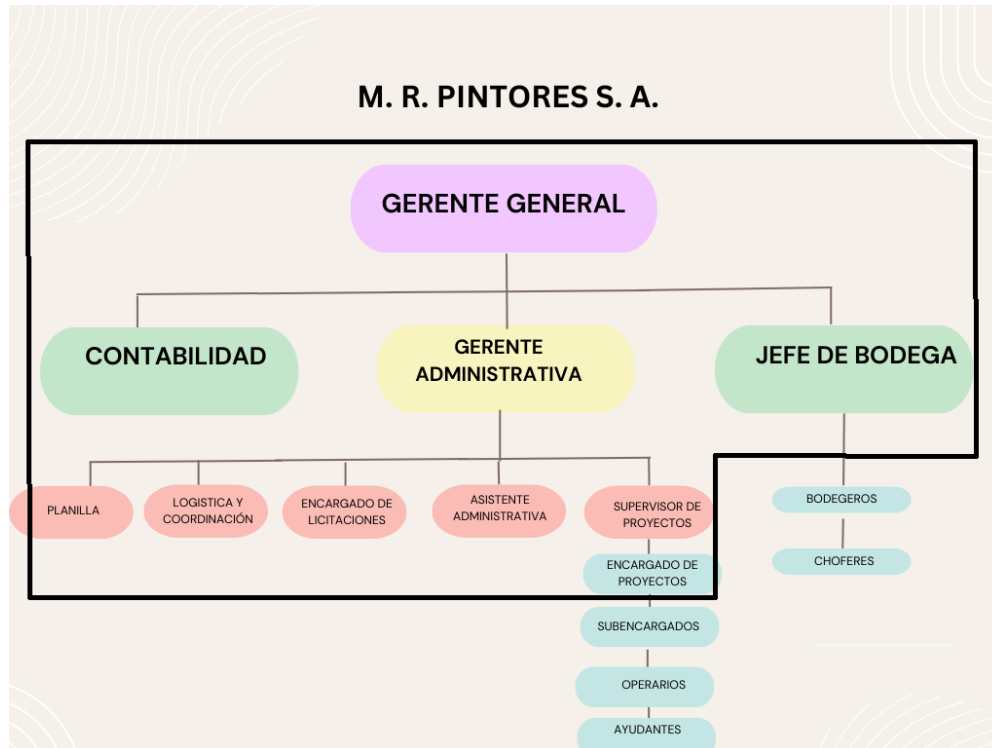 M. R. PINTORES S. A.
GERENTE GENERAL
CONTABILIDAD
GERENTE
ADMINISTRATIVA
JEFE DE BODEGA
PLANILLA
LOGISTICA Y
COORDINACIÓN
ENCARGADO DE
LICITACIONES
ASISTENTE
ADMINISTRATIVA
SUPERVISOR DE
PROYECTOS
BODEGEROS
ENCARGADO DE
PROYECTOS
CHOFERES
SUBENCARGADOS
OPERARIOS
AYUDANTES